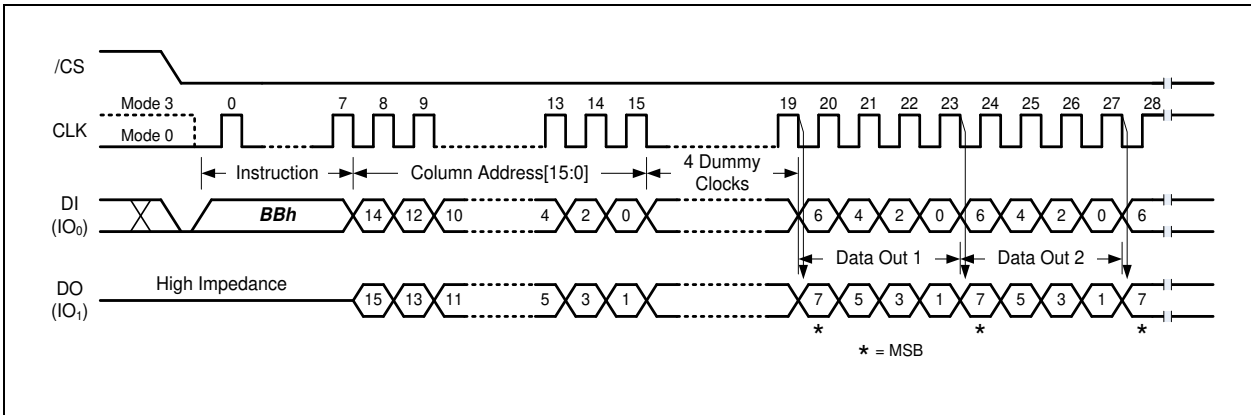 /CS
Mode 3 0 7 8 9 13 14 15 19 20 21 22 23 24 25 26 27 28
CLK
Mode 0
Instruction Column Address[15:0] 4 Dummy
Clocks
DI
(IO0) BBh 14 12 10 4 2 0 6 4 2 0 6 4 2 0 6
Data Out 1 Data Out 2
High Impedance
DO
(IO1) 15 13 11 5 3 1 7 5 3 1 7 5 3 1 7
* * *
* = MSB